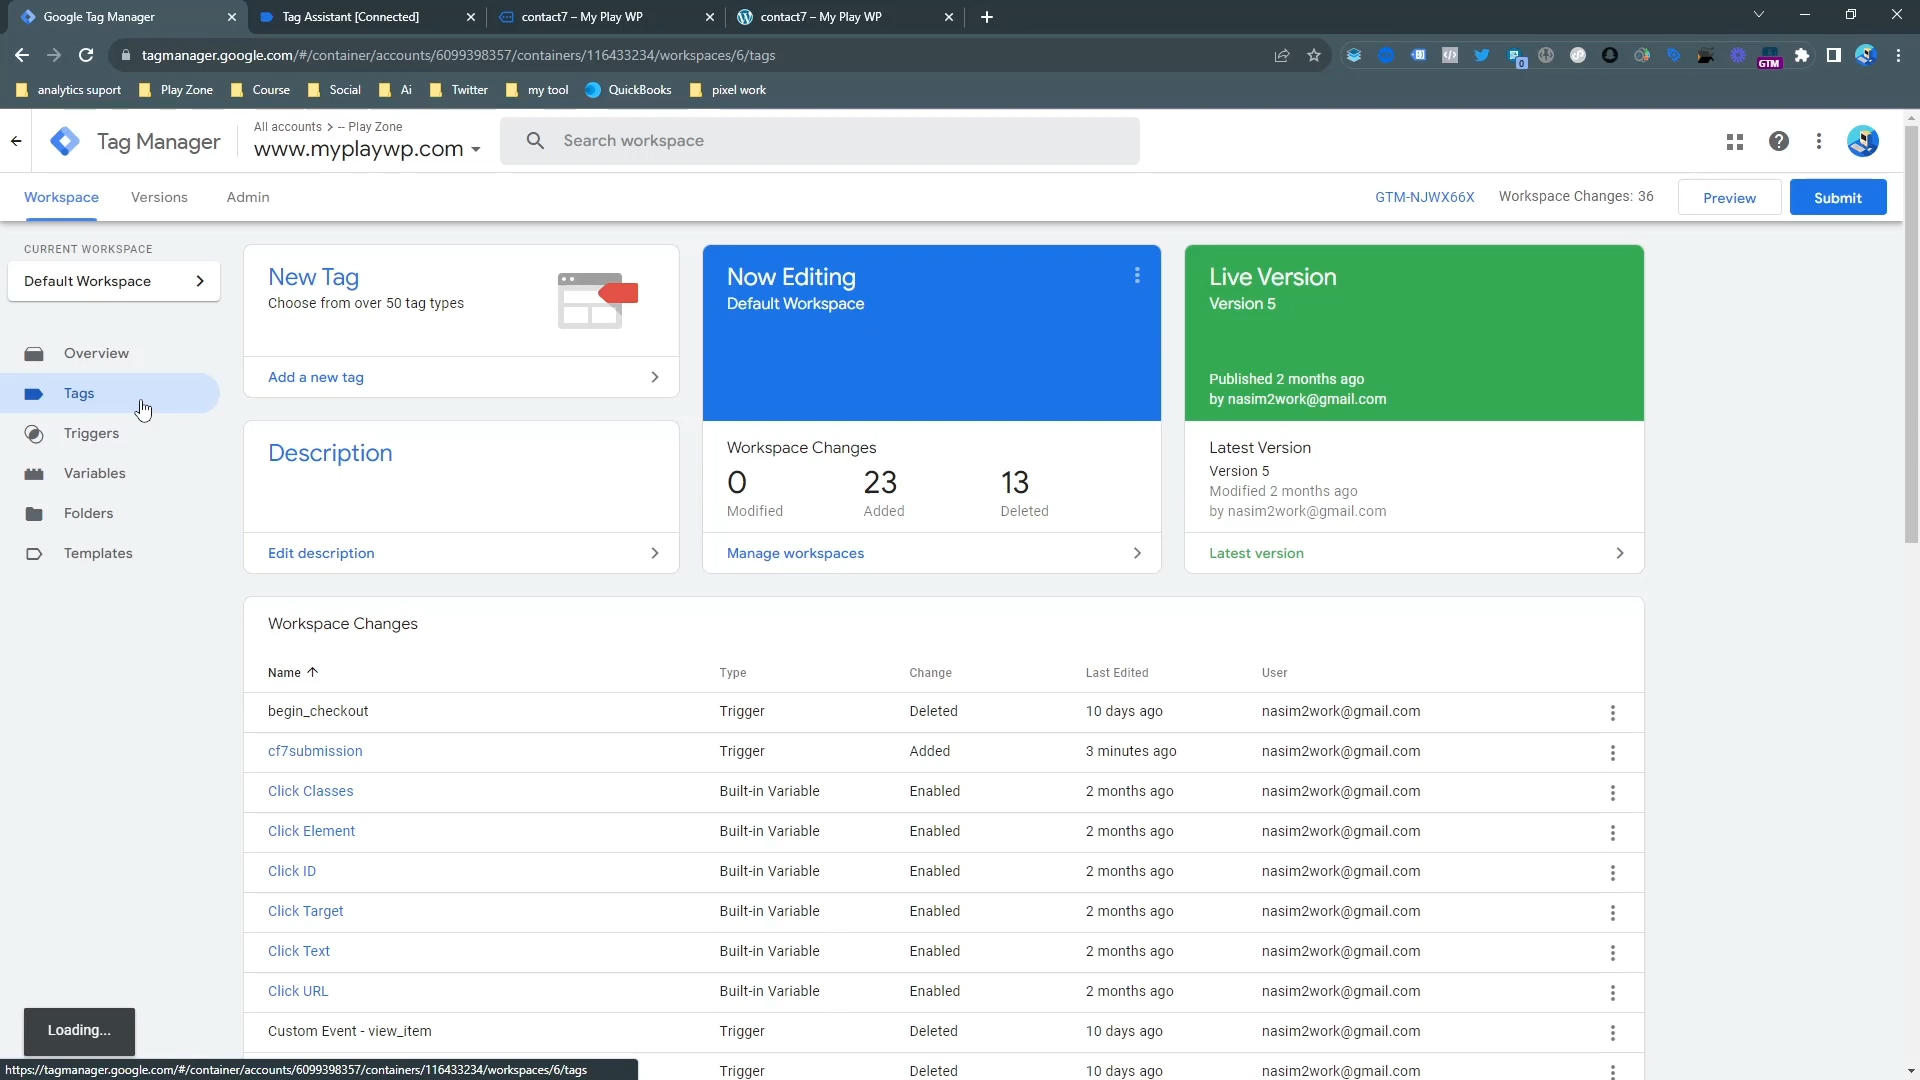 Google Tag Manager
Tag Assistant [Connected]
contact7 – My Play WP
contact7 – My Play WP
tagmanager.google.com/#/container/accounts/6099398357/containers/116433234/workspaces/6/tags
0
GTM
analytics suport
Play Zone
Course
Social
Ai
Twitter
my tool
QuickBooks
pixel work
Tag Manager
All accounts > -- Play Zone
www.myplaywp.com
Search workspace
Workspace
Versions
Admin
GTM-NJWX66X
Workspace Changes: 36
Preview
Submit
CURRENT WORKSPACE
Default Workspace
Overview
Tags
Triggers
Variables
Folders
Templates
New Tag
Choose from over 50 tag types
Add a new tag
Description
Edit description
Now Editing
Default Workspace
Workspace Changes
0 23 13
Modified Added Deleted
Manage workspaces
Live Version
Version 5
Published 2 months ago
by nasim2work@gmail.com
Latest Version
Version 5
Modified 2 months ago
by nasim2work@gmail.com
Latest version
Workspace Changes
Name Type Change Last Edited User
begin_checkout Trigger Deleted 10 days ago nasim2work@gmail.com
cf7submission Trigger Added 3 minutes ago nasim2work@gmail.com
Click Classes Built-in Variable Enabled 2 months ago nasim2work@gmail.com
Click Element Built-in Variable Enabled 2 months ago nasim2work@gmail.com
Click ID Built-in Variable Enabled 2 months ago nasim2work@gmail.com
Click Target Built-in Variable Enabled 2 months ago nasim2work@gmail.com
Click Text Built-in Variable Enabled 2 months ago nasim2work@gmail.com
Click URL Built-in Variable Enabled 2 months ago nasim2work@gmail.com
Custom Event - view_item Trigger Deleted 10 days ago nasim2work@gmail.com
Trigger Deleted 10 days ago nasim2work@gmail.com
Loading...
https://tagmanager.google.com/#/container/accounts/6099398357/containers/116433234/workspaces/6/tags